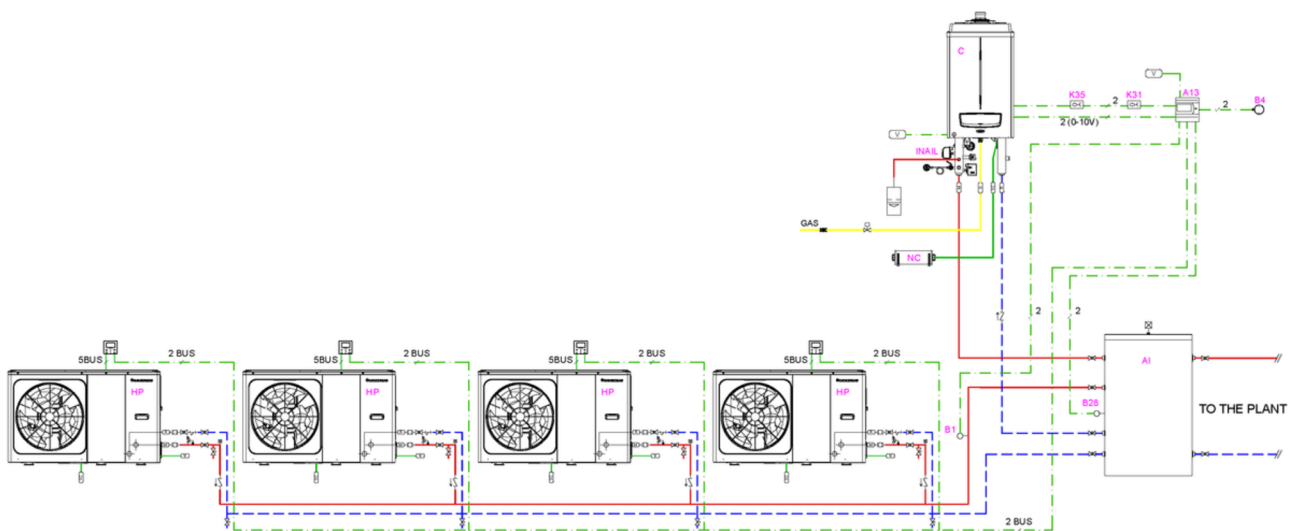 C
K35
K31
A13
B4
2
2
V
2 (0-10V)
V
INAIL
GAS
NC
2
2
5BUS
2 BUS
5BUS
2 BUS
5BUS
2 BUS
5BUS
2 BUS
HP
HP
HP
HP
AI
B28
B1
TO THE PLANT
2 BUS